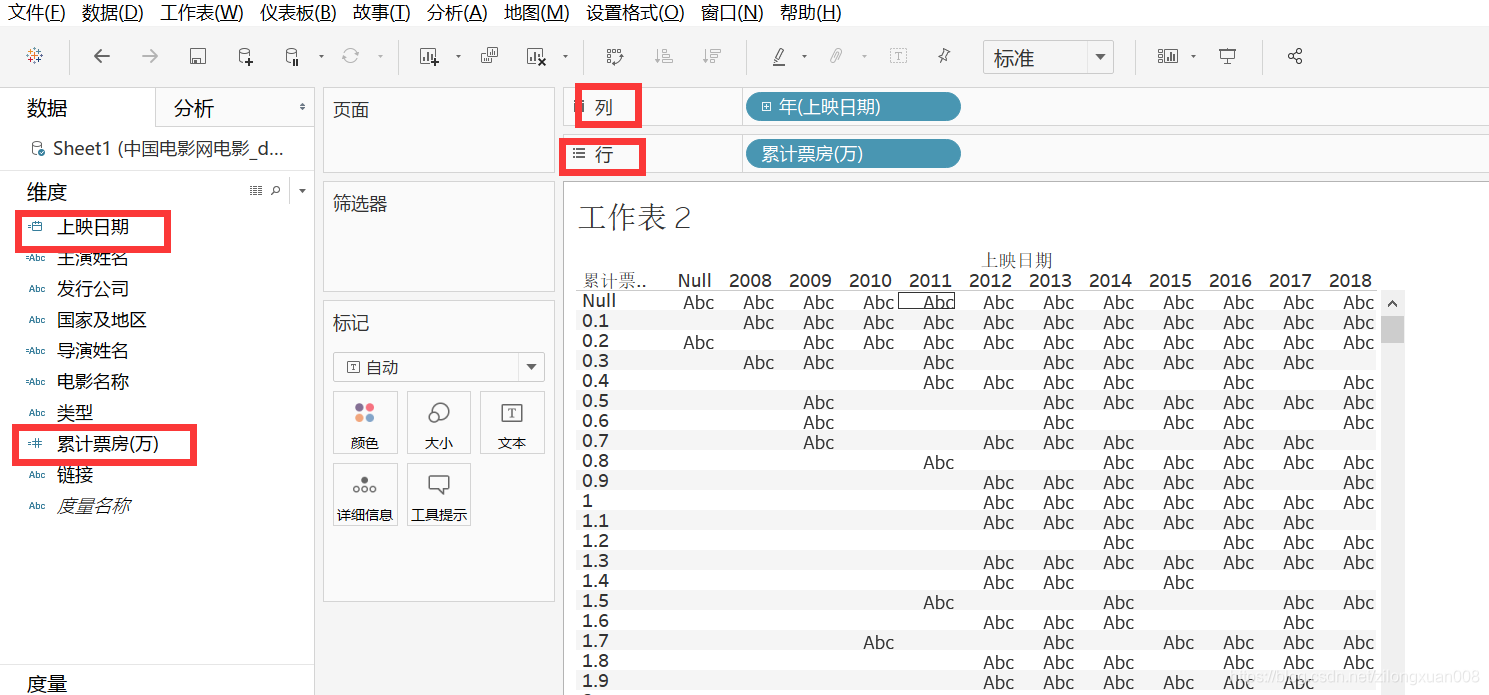 文件(F) 数据(D) 工作表(W) 仪表板(B) 故事(T) 分析(A) 地图(M) 设置格式(O) 窗口(N) 帮助(H)
标准
数据 分析
Sheet1 (中国电影网电影_d...
维度
上映日期
主演姓名
Abc 发行公司
Abc 国家及地区
Abc 导演姓名
Abc 电影名称
Abc 类型
累计票房(万)
Abc 链接
Abc 度量名称
度量
页面
筛选器
标记
自动
颜色 大小 文本
详细信息 工具提示
列 年(上映日期)
行 累计票房(万)
工作表 2
上映日期
累计票.. Null 2008 2009 2010 2011 2012 2013 2014 2015 2016 2017 2018
Null Abc Abc Abc Abc Abc Abc Abc Abc Abc Abc Abc Abc
0.1 Abc Abc Abc Abc Abc Abc Abc Abc Abc Abc Abc
0.2 Abc Abc Abc Abc Abc Abc Abc Abc Abc Abc Abc
0.3 Abc Abc Abc Abc Abc Abc Abc Abc
0.4 Abc Abc Abc Abc Abc Abc
0.5 Abc Abc Abc Abc Abc Abc Abc
0.6 Abc Abc Abc Abc Abc
0.7 Abc Abc Abc Abc Abc Abc
0.8 Abc Abc Abc Abc Abc Abc
0.9 Abc Abc Abc Abc Abc Abc
1 Abc Abc Abc Abc Abc Abc Abc
1.1 Abc Abc Abc Abc Abc Abc
1.2 Abc Abc Abc Abc
1.3 Abc Abc Abc Abc Abc Abc Abc
1.4 Abc Abc Abc
1.5 Abc Abc Abc Abc
1.6 Abc Abc Abc Abc
1.7 Abc Abc Abc Abc Abc Abc
1.8 Abc Abc Abc Abc Abc Abc
1.9 Abc Abc Abc Abc Abc Abc Abc
https://blog.csdn.net/zilongxuan008